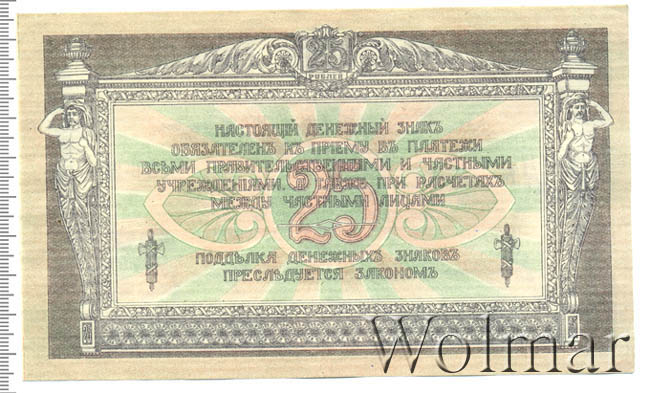 25
РУБЛЕЙ
НАСТОЯЩІЙ ДЕНЕЖНЫЙ ЗНАКЪ
ОБЯЗАТЕЛЕНЪ КЪ ПРІЕМУ ВЪ ПЛАТЕЖИ
ВСѢМИ ПРАВИТЕЛЬСТВЕННЫМИ И ЧАСТНЫМИ
УЧРЕЖДЕНІЯМИ, А ТАКЖЕ ПРИ РАСЧЕТАХЪ
МЕЖДУ ЧАСТНЫМИ ЛИЦАМИ
25
ПОДДѢЛКА ДЕНЕЖНЫХЪ ЗНАКОВЪ
ПРЕСЛѢДУЕТСЯ ЗАКОНОМЪ
Wolmar